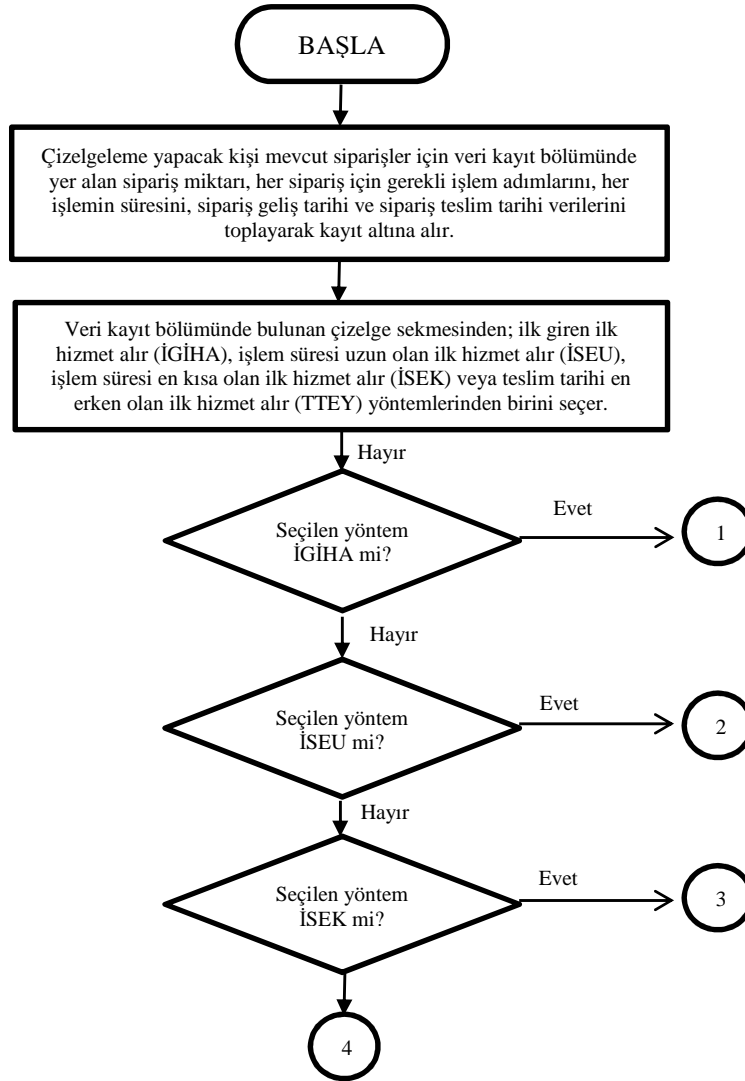 BAŞLA
Çizelgeleme yapacak kişi mevcut siparişler için veri kayıt bölümünde
yer alan sipariş miktarı, her sipariş için gerekli işlem adımlarını, her
işlemin süresini, sipariş geliş tarihi ve sipariş teslim tarihi verilerini
toplayarak kayıt altına alır.
Veri kayıt bölümünde bulunan çizelge sekmesinden; ilk giren ilk
hizmet alır (İGİHA), işlem süresi uzun olan ilk hizmet alır (İSEU),
işlem süresi en kısa olan ilk hizmet alır (İSEK) veya teslim tarihi en
erken olan ilk hizmet alır (TTEY) yöntemlerinden birini seçer.
Hayır
Seçilen yöntem
İGİHA mi?
Evet
1
Hayır
Seçilen yöntem
İSEU mi?
Evet
2
Hayır
Seçilen yöntem
İSEK mi?
Evet
3
4